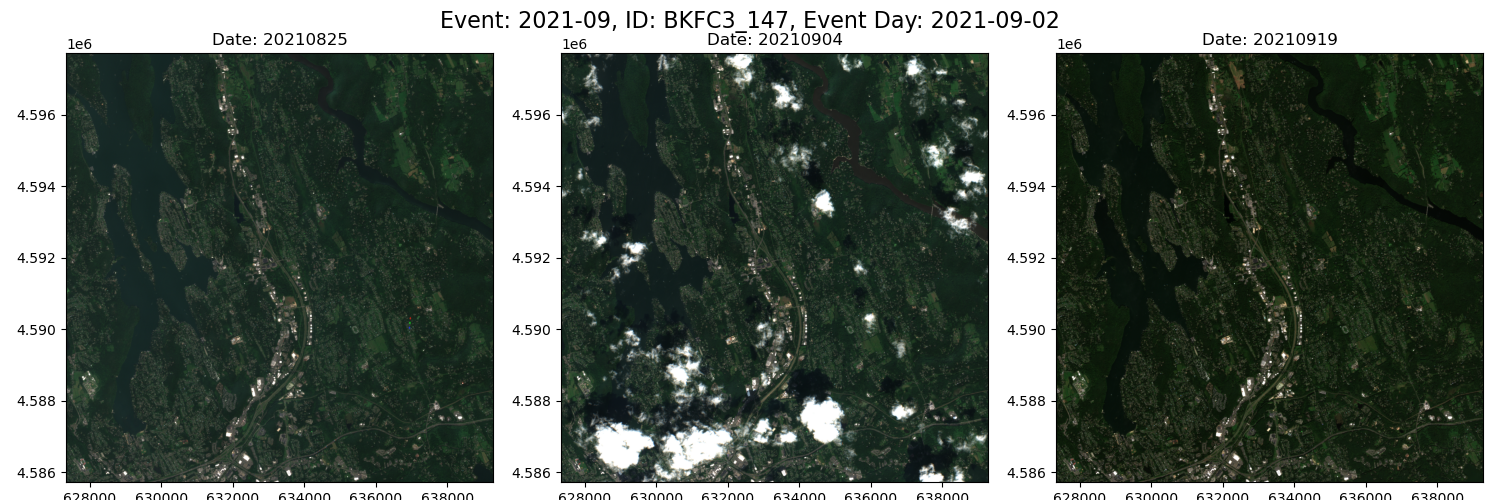 Event: 2021-09, ID: BKFC3_147, Event Day: 2021-09-02
1e6 Date: 20210825
1e6 Date: 20210904
1e6 Date: 20210919
4.596 4.596 4.596
4.594 4.594 4.594
4.592 4.592 4.592
4.590 4.590 4.590
4.588 4.588 4.588
4.586 4.586 4.586
628000 630000 632000 634000 636000 638000 628000 630000 632000 634000 636000 638000 628000 630000 632000 634000 636000 638000